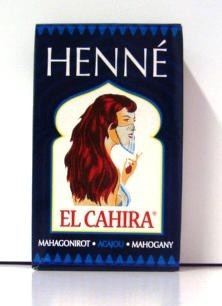 HENNÉ
EL CAHIRA®
MAHAGONIROT • ACAJOU • MAHOGANY